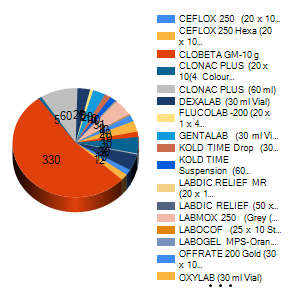 CEFLOX 250 (20 x 10...
CEFLOX 250 Hexa (20
x 10...
CLOBETA GM-10 g
CLONAC PLUS (20 x
10(4 Colour...
CLONAC PLUS (60 ml)
DEXALAB (30 ml Vial)
FLUCOLAB -200 (20 x
1 x 4...
GENTALAB (30 ml Vi...
KOLD TIME Drop (30...
KOLD TIME
Suspension (60...
LABDIC RELIEF MR
(20 x 1...
LABDIC RELIEF (50 x...
LABMOX 250 (Grey (...
LABOCOF (25 x 10 St...
LABOGEL MPS-Oran...
OFFRATE 200 Gold (30
x 10...
OXYLAB (30 ml Vial)
5
60
330
12